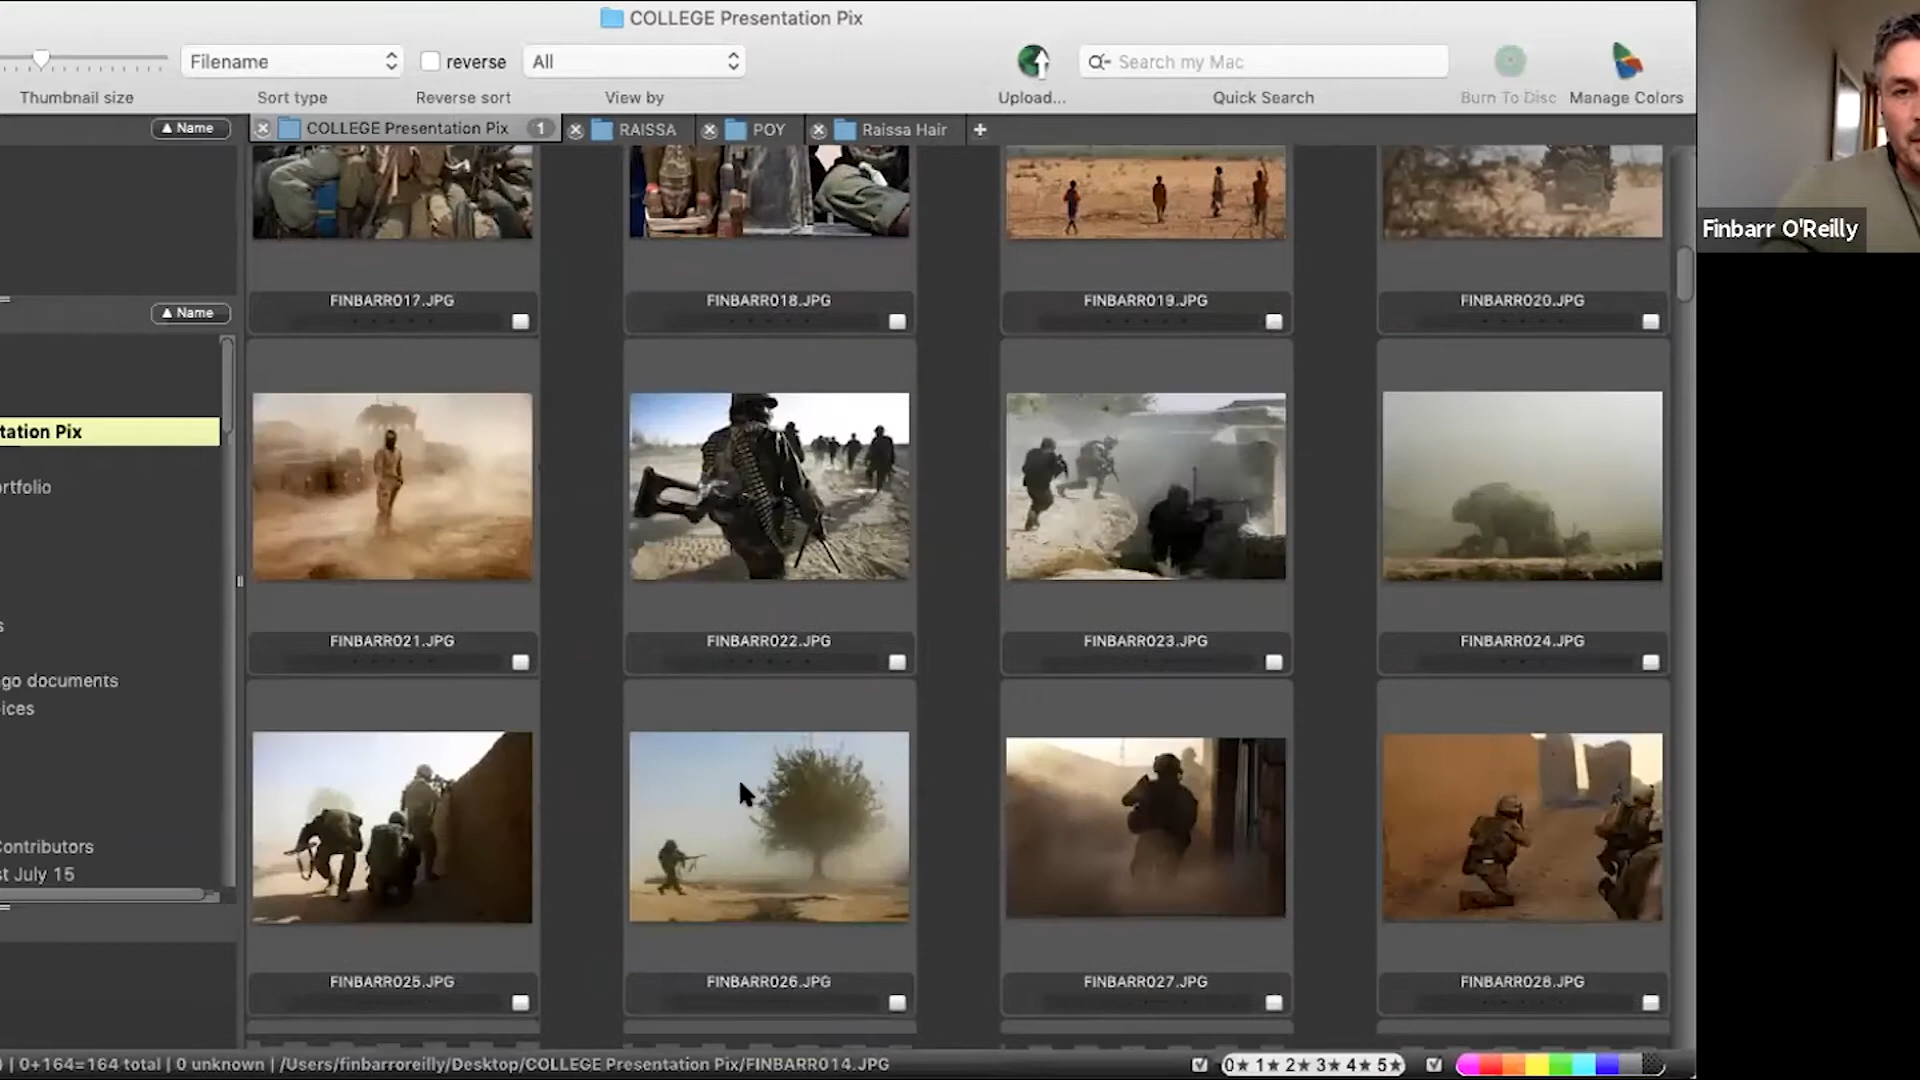 COLLEGE Presentation Pix
Filename
reverse
All
Search my Mac
Thumbnail size
Sort type
Reverse sort
View by
Upload...
Quick Search
Burn To Disc
Manage Colors
▲ Name
COLLEGE Presentation Pix 1
RAISSA
POY
Raissa Hair
+
Finbarr O'Reilly
FINBARR017.JPG
FINBARR018.JPG
FINBARR019.JPG
FINBARR020.JPG
▲ Name
tation Pix
rtfolio
s
go documents
ices
Contributors
st July 15
FINBARR021.JPG
FINBARR022.JPG
FINBARR023.JPG
FINBARR024.JPG
FINBARR025.JPG
FINBARR026.JPG
FINBARR027.JPG
FINBARR028.JPG
) | 0+164=164 total | 0 unknown | /Users/finbarroreilly/Desktop/COLLEGE Presentation Pix/FINBARR014.JPG
0★ 1★ 2★ 3★ 4★ 5★